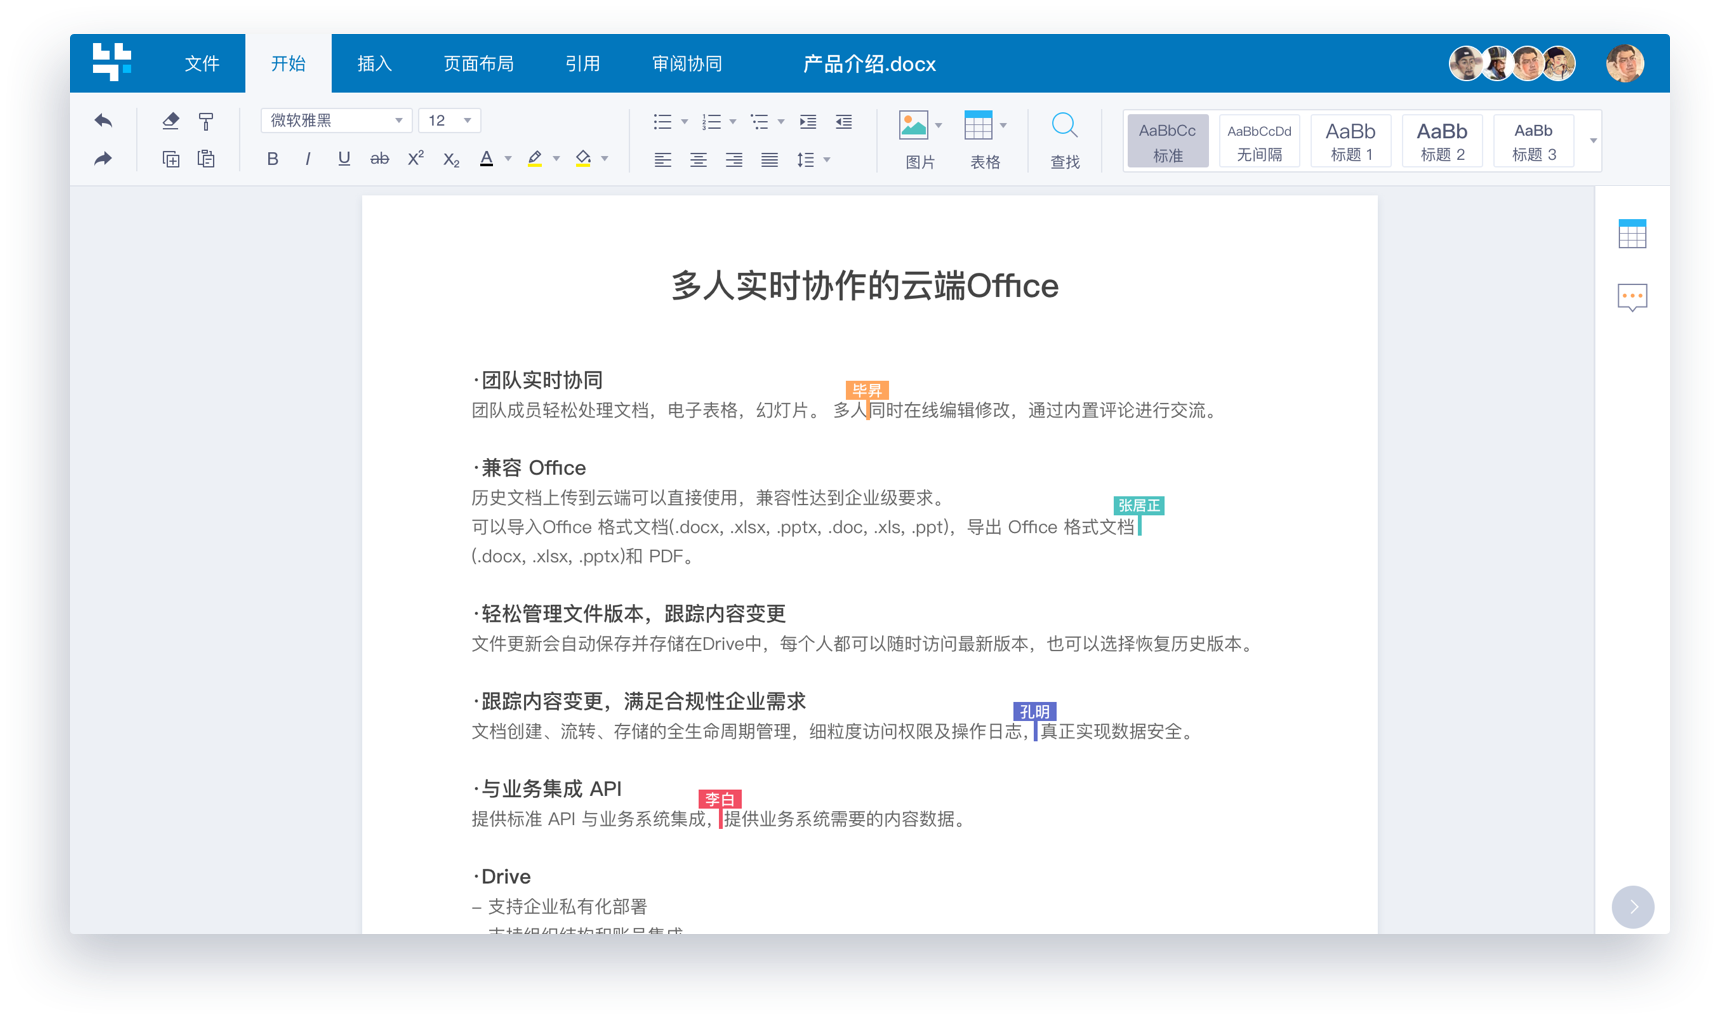 文件 开始 插入 页面布局 引用 审阅协同 产品介绍.docx
微软雅黑 12
B I U ab X² X₂ A
图片 表格 查找
AaBbCc AaBbCcDd AaBb AaBb AaBb
标准 无间隔 标题 1 标题 2 标题 3
多人实时协作的云端Office
·团队实时协同
毕昇
团队成员轻松处理文档，电子表格，幻灯片。 多人同时在线编辑修改，通过内置评论进行交流。
·兼容 Office
历史文档上传到云端可以直接使用，兼容性达到企业级要求。
张居正
可以导入Office 格式文档(.docx, .xlsx, .pptx, .doc, .xls, .ppt)，导出 Office 格式文档
(.docx, .xlsx, .pptx)和 PDF。
·轻松管理文件版本，跟踪内容变更
文件更新会自动保存并存储在Drive中，每个人都可以随时访问最新版本，也可以选择恢复历史版本。
·跟踪内容变更，满足合规性企业需求
孔明
文档创建、流转、存储的全生命周期管理，细粒度访问权限及操作日志，真正实现数据安全。
·与业务集成 API
李白
提供标准 API 与业务系统集成，提供业务系统需要的内容数据。
·Drive
– 支持企业私有化部署
支持组织结构和账号集成